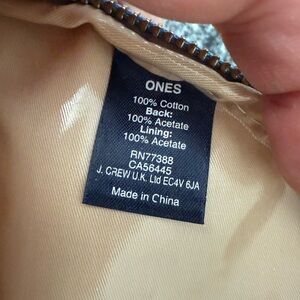 ONES
100% Cotton
Back:
100% Acetate
Lining:
100% Acetate
RN77388
CA56445
J. CREW U.K. Ltd EC4V 6JA
Made in China